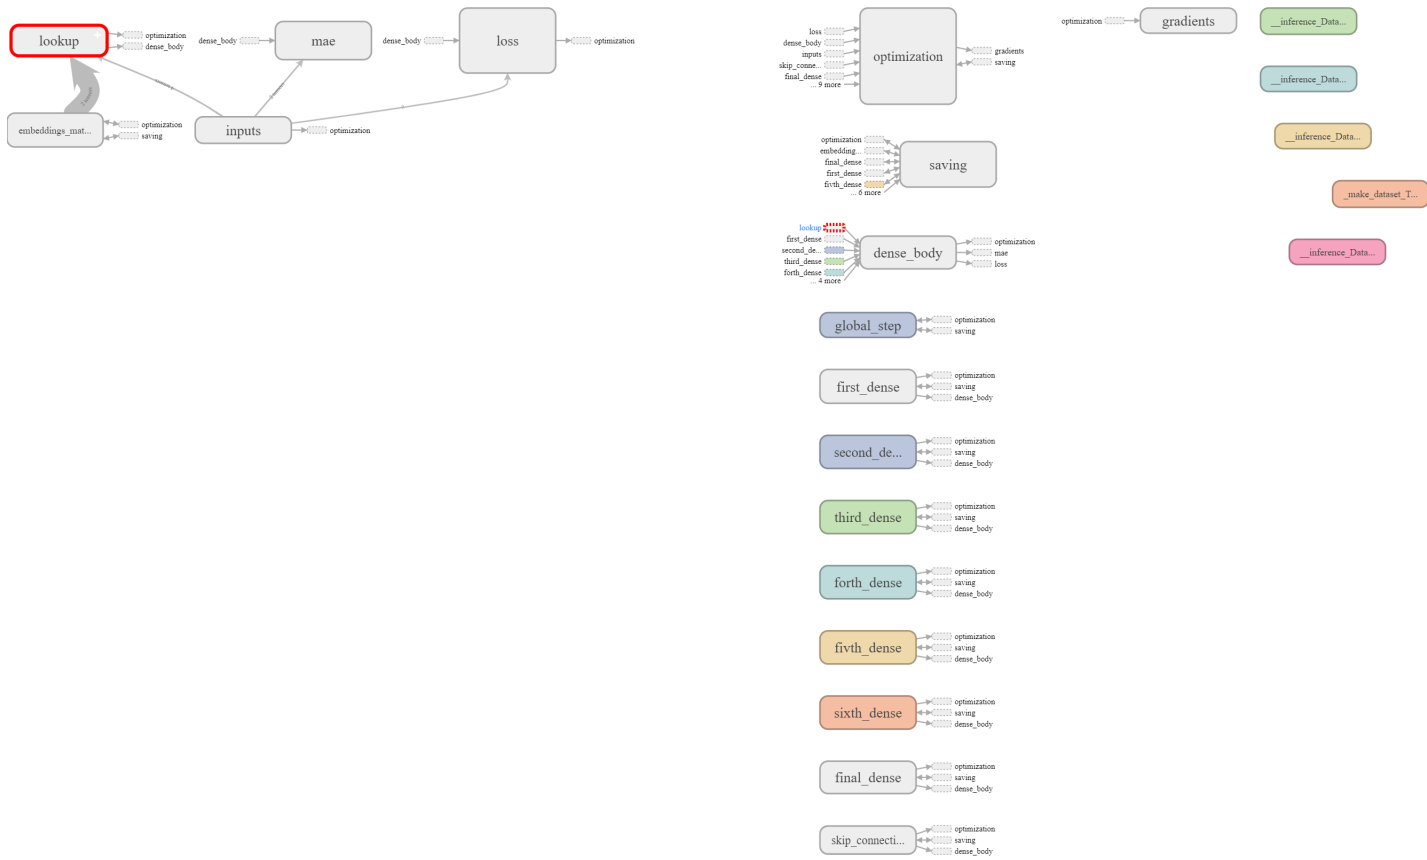 lookup
optimization
dense_body
embeddings_mat...
optimization
saving
inputs
optimization
dense_body
mae
dense_body
loss
optimization
loss
dense_body
inputs
skip_conne...
final_dense
... 9 more
optimization
gradients
saving
optimization
embedding...
final_dense
first_dense
fivth_dense
... 6 more
saving
lookup
first_dense
second_de...
third_dense
forth_dense
... 4 more
dense_body
optimization
mae
loss
global_step
optimization
saving
first_dense
optimization
saving
dense_body
second_de...
optimization
saving
dense_body
third_dense
optimization
saving
dense_body
forth_dense
optimization
saving
dense_body
fivth_dense
optimization
saving
dense_body
sixth_dense
optimization
saving
dense_body
final_dense
optimization
saving
dense_body
skip_connecti...
optimization
saving
dense_body
optimization
gradients
__inference_Data...
__inference_Data...
__inference_Data...
_make_dataset_T...
__inference_Data...